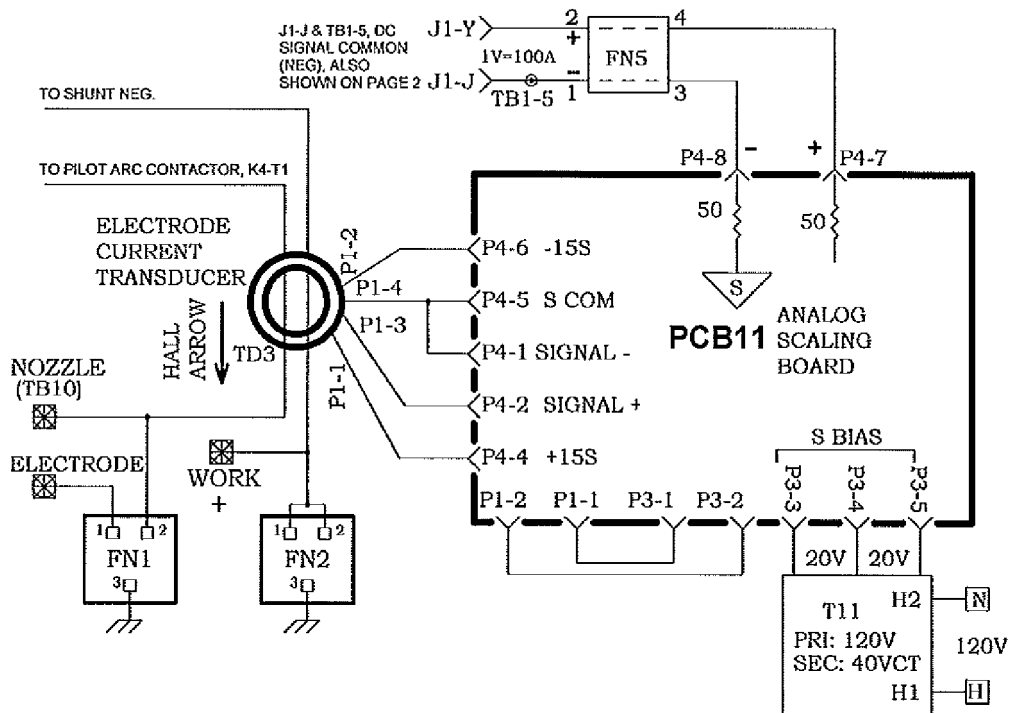 J1-J & TB1-5, DC
SIGNAL COMMON
(NEG), ALSO
SHOWN ON PAGE 2
J1-Y
2
+
4
1V=100A
FN5
J1-J
-
TB1-5
1
3
TO SHUNT NEG.
TO PILOT ARC CONTACTOR, K4-T1
P4-8
-
+
P4-7
50
50
S
ELECTRODE
CURRENT
TRANSDUCER
P1-2
P1-4
P1-3
P1-1
HALL
ARROW
TD3
P4-6 -15S
P4-5 S COM
P4-1 SIGNAL -
P4-2 SIGNAL +
P4-4 +15S
PCB11
ANALOG
SCALING
BOARD
NOZZLE
(TB10)
ELECTRODE
WORK
+
S BIAS
P3-3
P3-4
P3-5
P1-2 P1-1 P3-1 P3-2
1 2
FN1
3
1 2
FN2
3
20V 20V
T11
PRI: 120V
SEC: 40VCT
H2
N
120V
H1
H